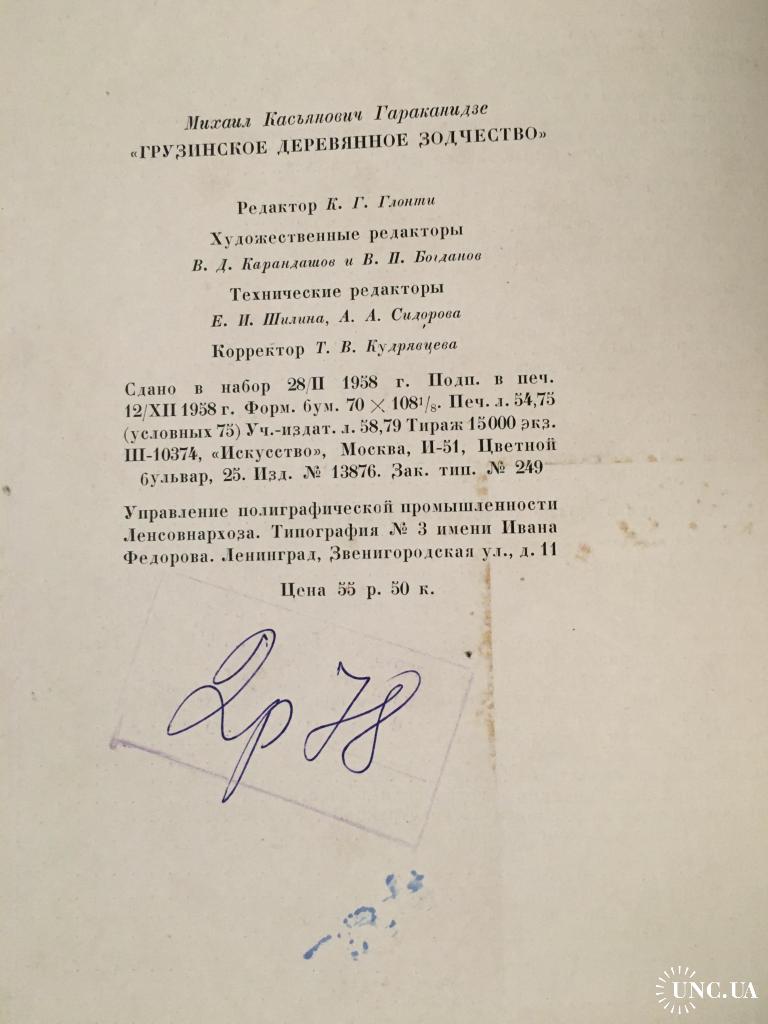 Михаил Касьянович Гараканидзе
«ГРУЗИНСКОЕ ДЕРЕВЯННОЕ ЗОДЧЕСТВО»
Редактор К. Г. Глонти
Художественные редакторы
В. Д. Карандашов и В. П. Богданов
Технические редакторы
Е. И. Шилина, А. А. Сидорова
Корректор Т. В. Кудрявцева
Сдано в набор 28/II 1958 г. Подп. в печ.
12/XII 1958 г. Форм. бум. 70 × 108¹/₈. Печ. л. 54,75
(условных 75) Уч.-издат. л. 58,79 Тираж 15000 экз.
Ш-10374, «Искусство», Москва, И-51, Цветной
бульвар, 25. Изд. № 13876. Зак. тип. № 249
Управление полиграфической промышленности
Ленсовнархоза. Типография № 3 имени Ивана
Федорова. Ленинград, Звенигородская ул., д. 11
Цена 55 р. 50 к.
2р 78
UNC.UA